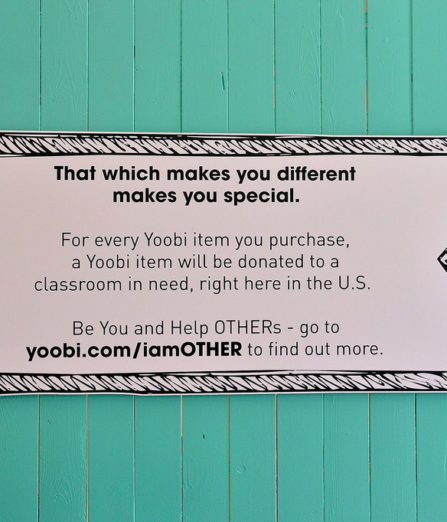 That which makes you different
makes you special.
For every Yoobi item you purchase,
a Yoobi item will be donated to a
classroom in need, right here in the U.S.
Be You and Help OTHERs - go to
yoobi.com/iamOTHER to find out more.